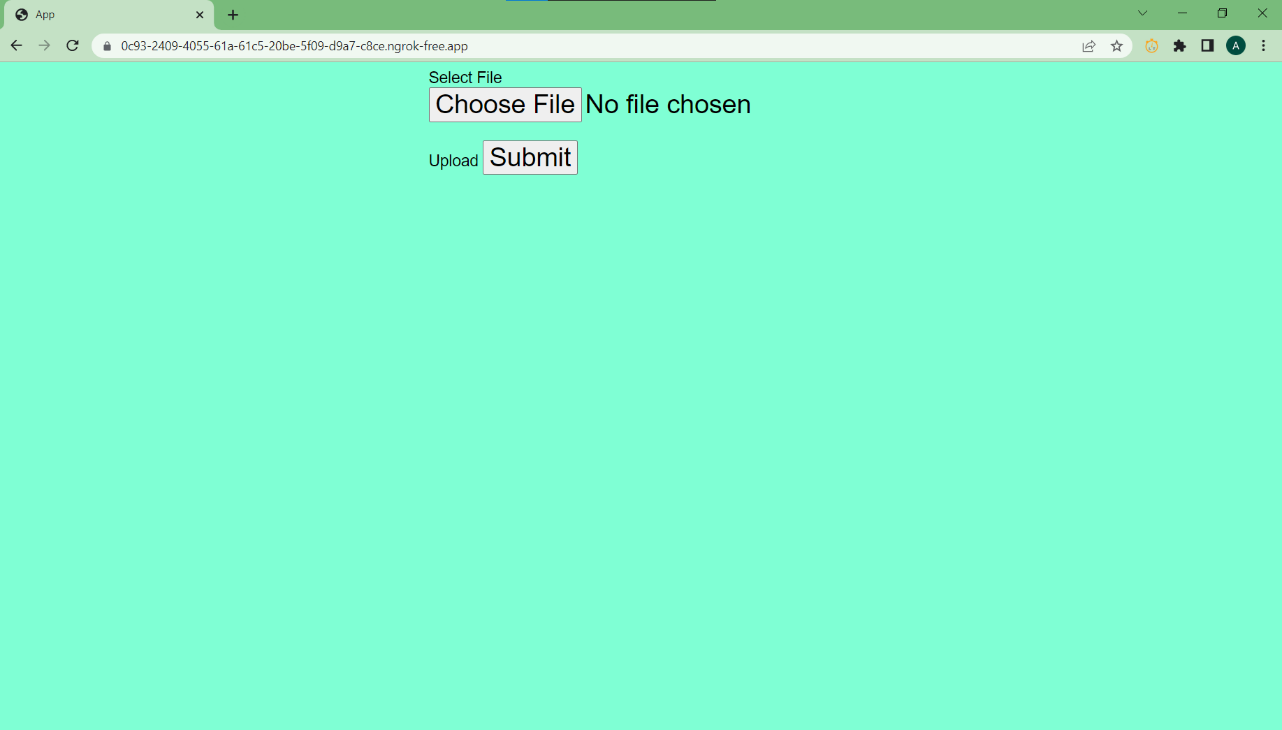 App
0c93-2409-4055-61a-61c5-20be-5f09-d9a7-c8ce.ngrok-free.app
A
Select File
Choose File No file chosen
Upload Submit